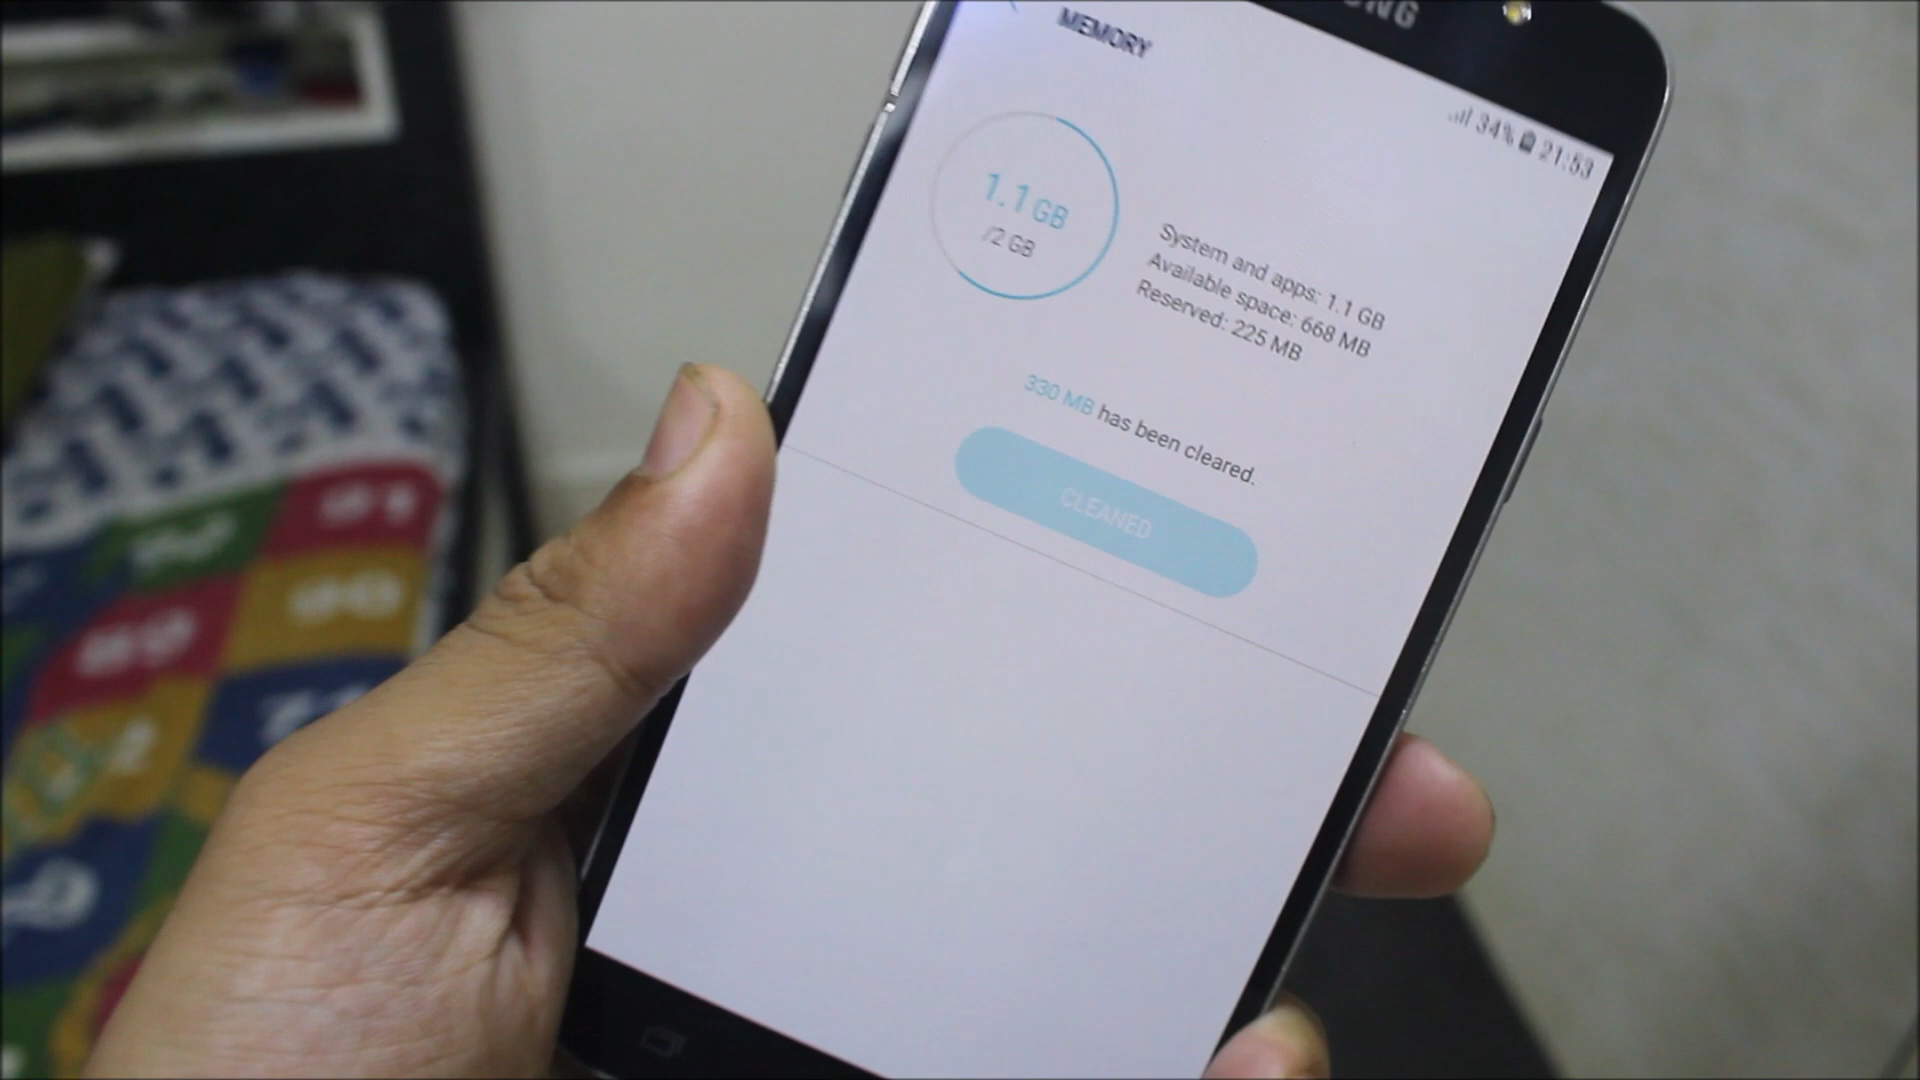 MEMORY
34% 21:53
1.1 GB
/2 GB
System and apps: 1.1 GB
Available space: 668 MB
Reserved: 225 MB
330 MB has been cleared.
CLEANED